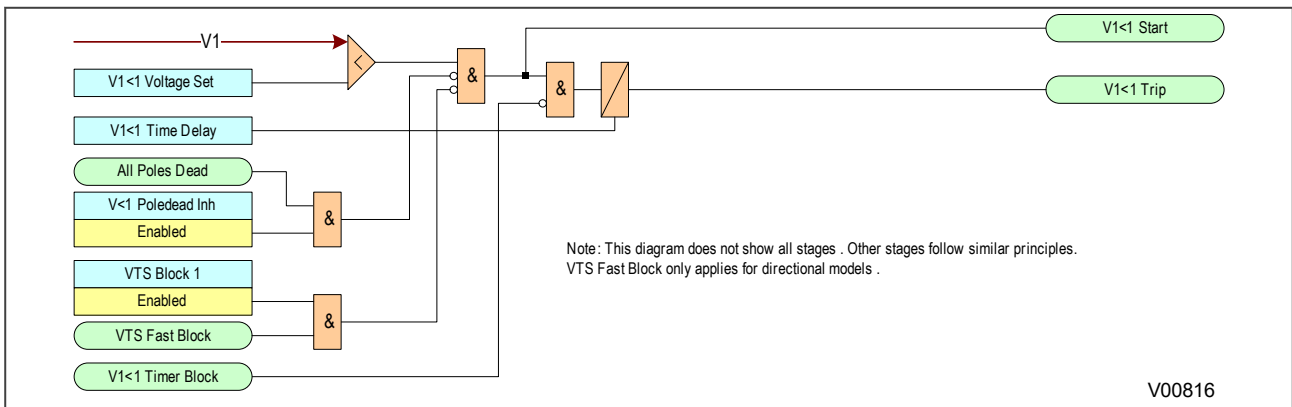 V1
V1<1 Voltage Set
V1<1 Time Delay
All Poles Dead
V<1 Poledead Inh
Enabled
VTS Block 1
Enabled
VTS Fast Block
V1<1 Timer Block
<
&
&
&
&
V1<1 Start
V1<1 Trip
Note: This diagram does not show all stages . Other stages follow similar principles.
VTS Fast Block only applies for directional models .
V00816